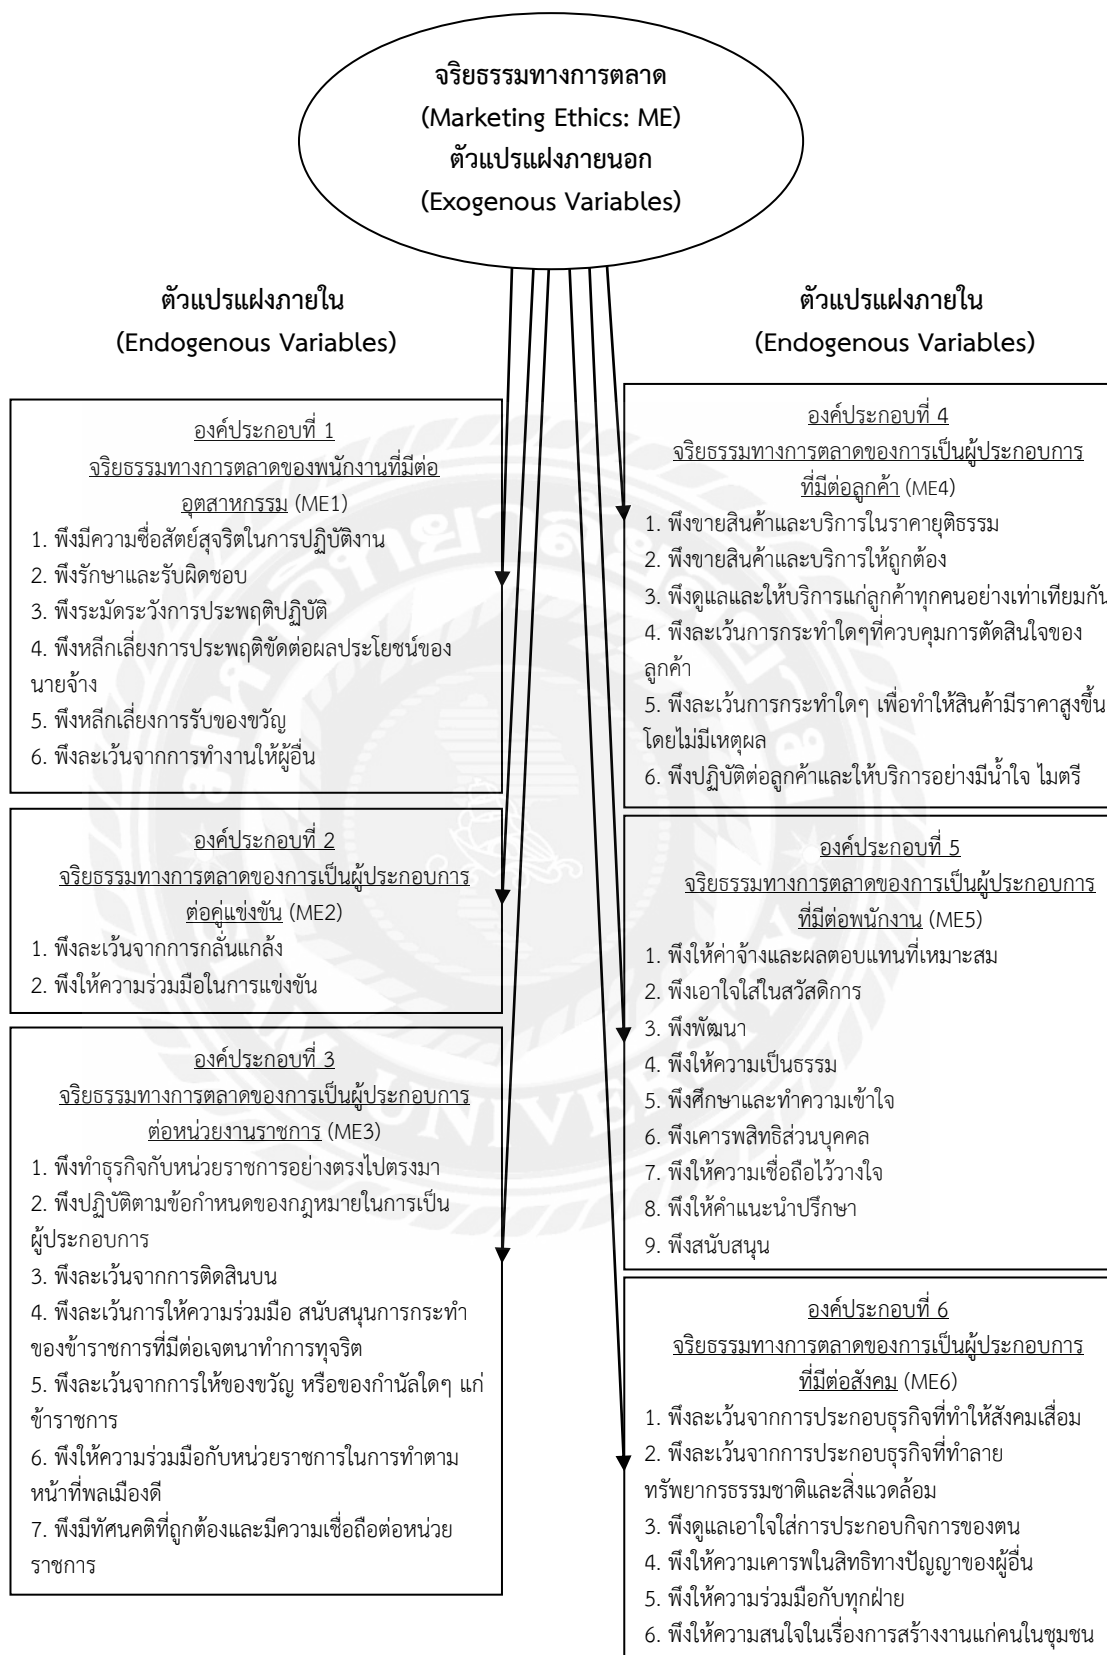 จริยธรรมทางการตลาด
(Marketing Ethics: ME)
ตัวแปรแฝงภายนอก
(Exogenous Variables)
ตัวแปรแฝงภายใน
(Endogenous Variables)
องค์ประกอบที่ 1
จริยธรรมทางการตลาดของพนักงานที่มีต่อ
อุตสาหกรรม (ME1)
1. พึงมีความซื่อสัตย์สุจริตในการปฏิบัติงาน
2. พึงรักษาและรับผิดชอบ
3. พึงระมัดระวังการประพฤติปฏิบัติ
4. พึงหลีกเลี่ยงการประพฤติขัดต่อผลประโยชน์ของ
นายจ้าง
5. พึงหลีกเลี่ยงการรับของขวัญ
6. พึงละเว้นจากการทำงานให้ผู้อื่น
องค์ประกอบที่ 2
จริยธรรมทางการตลาดของการเป็นผู้ประกอบการ
ต่อคู่แข่งขัน (ME2)
1. พึงละเว้นจากการกลั่นแกล้ง
2. พึงให้ความร่วมมือในการแข่งขัน
องค์ประกอบที่ 3
จริยธรรมทางการตลาดของการเป็นผู้ประกอบการ
ต่อหน่วยงานราชการ (ME3)
1. พึงทำธุรกิจกับหน่วยราชการอย่างตรงไปตรงมา
2. พึงปฏิบัติตามข้อกำหนดของกฎหมายในการเป็น
ผู้ประกอบการ
3. พึงละเว้นจากการติดสินบน
4. พึงละเว้นการให้ความร่วมมือ สนับสนุนการกระทำ
ของข้าราชการที่มีต่อเจตนาทำการทุจริต
5. พึงละเว้นจากการให้ของขวัญ หรือของกำนัลใดๆ แก่
ข้าราชการ
6. พึงให้ความร่วมมือกับหน่วยราชการในการทำตาม
หน้าที่พลเมืองดี
7. พึงมีทัศนคติที่ถูกต้องและมีความเชื่อถือต่อหน่วย
ราชการ
ตัวแปรแฝงภายใน
(Endogenous Variables)
องค์ประกอบที่ 4
จริยธรรมทางการตลาดของการเป็นผู้ประกอบการ
ที่มีต่อลูกค้า (ME4)
1. พึงขายสินค้าและบริการในราคายุติธรรม
2. พึงขายสินค้าและบริการให้ถูกต้อง
3. พึงดูแลและให้บริการแก่ลูกค้าทุกคนอย่างเท่าเทียมกัน
4. พึงละเว้นการกระทำใดๆที่ควบคุมการตัดสินใจของ
ลูกค้า
5. พึงละเว้นการกระทำใดๆ เพื่อทำให้สินค้ามีราคาสูงขึ้น
โดยไม่มีเหตุผล
6. พึงปฏิบัติต่อลูกค้าและให้บริการอย่างมีน้ำใจ ไมตรี
องค์ประกอบที่ 5
จริยธรรมทางการตลาดของการเป็นผู้ประกอบการ
ที่มีต่อพนักงาน (ME5)
1. พึงให้ค่าจ้างและผลตอบแทนที่เหมาะสม
2. พึงเอาใจใส่ในสวัสดิการ
3. พึงพัฒนา
4. พึงให้ความเป็นธรรม
5. พึงศึกษาและทำความเข้าใจ
6. พึงเคารพสิทธิส่วนบุคคล
7. พึงให้ความเชื่อถือไว้วางใจ
8. พึงให้คำแนะนำปรึกษา
9. พึงสนับสนุน
องค์ประกอบที่ 6
จริยธรรมทางการตลาดของการเป็นผู้ประกอบการ
ที่มีต่อสังคม (ME6)
1. พึงละเว้นจากการประกอบธุรกิจที่ทำให้สังคมเสื่อม
2. พึงละเว้นจากการประกอบธุรกิจที่ทำลาย
ทรัพยากรธรรมชาติและสิ่งแวดล้อม
3. พึงดูแลเอาใจใส่การประกอบกิจการของตน
4. พึงให้ความเคารพในสิทธิทางปัญญาของผู้อื่น
5. พึงให้ความร่วมมือกับทุกฝ่าย
6. พึงให้ความสนใจในเรื่องการสร้างงานแก่คนในชุมชน